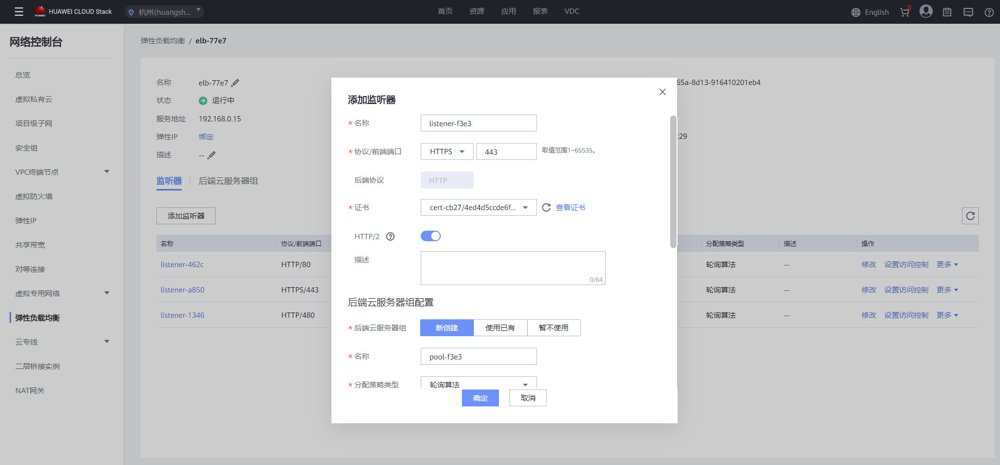 HUAWEI
HUAWEI CLOUD Stack
杭州(huangsh...
首页
资源
应用
报表
VDC
English
0
网络控制台
总览
虚拟私有云
项目级子网
安全组
VPC终端节点
虚拟防火墙
弹性IP
共享带宽
对等连接
虚拟专用网络
弹性负载均衡
云专线
二层桥接实例
NAT网关
弹性负载均衡 / elb-77e7
名称 elb-77e7
65a-8d13-916410201eb4
状态 运行中
服务地址 192.168.0.15
弹性IP 绑定
:29
描述 --
监听器 后端云服务器组
添加监听器
名称 协议/前端端口 分配策略类型 描述 操作
listener-462c HTTP/80 轮询算法 -- 修改 设置访问控制 更多
listener-a850 HTTPS/443 轮询算法 -- 修改 设置访问控制 更多
listener-1346 HTTP/480 轮询算法 -- 修改 设置访问控制 更多
添加监听器
* 名称 listener-f3e3
* 协议/前端端口 HTTPS 443 取值范围1~65535。
后端协议 HTTP
* 证书 cert-cb27/4ed4d5ccde6f... 查看证书
HTTP/2 ?
描述
0/64
后端云服务器组配置
* 后端云服务器组 新创建 使用已有 暂不使用
* 名称 pool-f3e3
* 分配策略类型 轮询算法
确定 取消